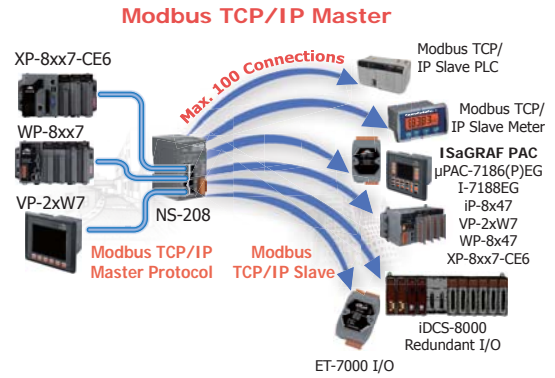 Modbus TCP/IP Master
XP-8xx7-CE6
WP-8xx7
VP-2xW7
NS-208
Modbus TCP/IP
Master Protocol
Max. 100 Connections
Modbus
TCP/IP Slave
Modbus TCP/
IP Slave PLC
Modbus TCP/
IP Slave Meter
ISaGRAF PAC
µPAC-7186(P)EG
I-7188EG
iP-8x47
VP-2xW7
WP-8x47
XP-8xx7-CE6
iDCS-8000
Redundant I/O
ET-7000 I/O